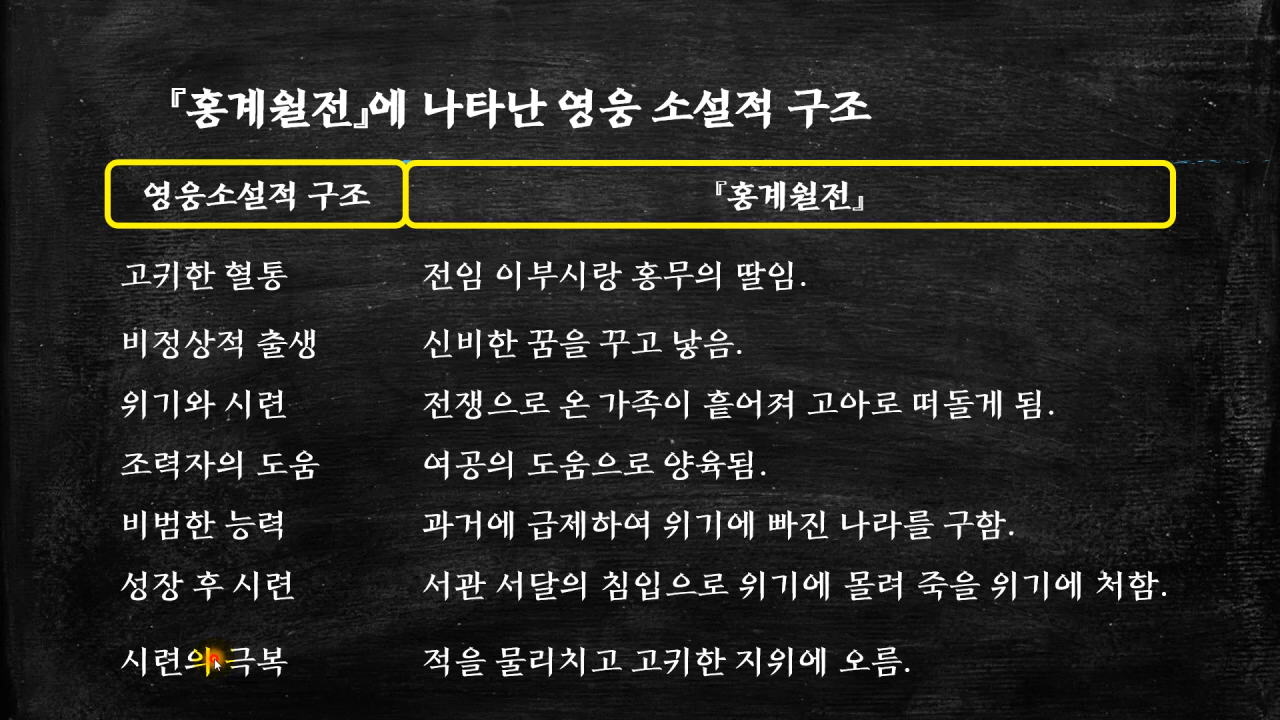 『홍계월전』에 나타난 영웅 소설적 구조
영웅소설적 구조 『홍계월전』
고키한 혈통 전임 이부시랑 홍무의 딸임.
비정상적 출생 신비한 꿈을 꾸고 낳음.
위기와 시련 전쟁으로 온 가족이 흩어져 고아로 떠돌게 됨.
조력자의 도움 여공의 도움으로 양육됨.
비범한 능력 과거에 급제하여 위기에 빠진 나라를 구함.
성장 후 시련 서관 서달의 침입으로 위기에 몰려 죽을 위기에 처함.
시련의 극복 적을 물리치고 고키한 지위에 오름.